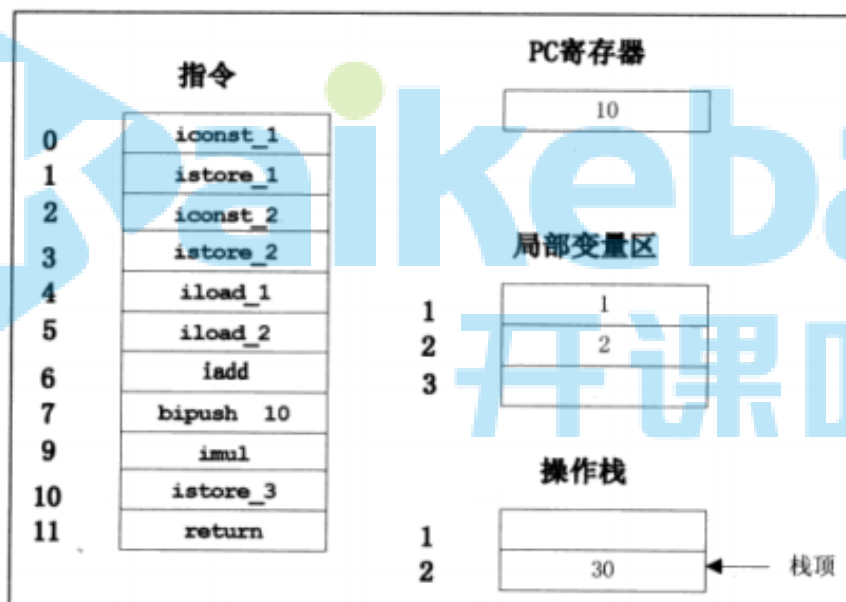 指令
0 iconst_1
1 istore_1
2 iconst_2
3 istore_2
4 iload_1
5 iload_2
6 iadd
7 bipush 10
9 imul
10 istore_3
11 return
PC寄存器
10
局部变量区
1 1
2 2
3
操作栈
1
2 30 栈顶
aikeba
开课吧